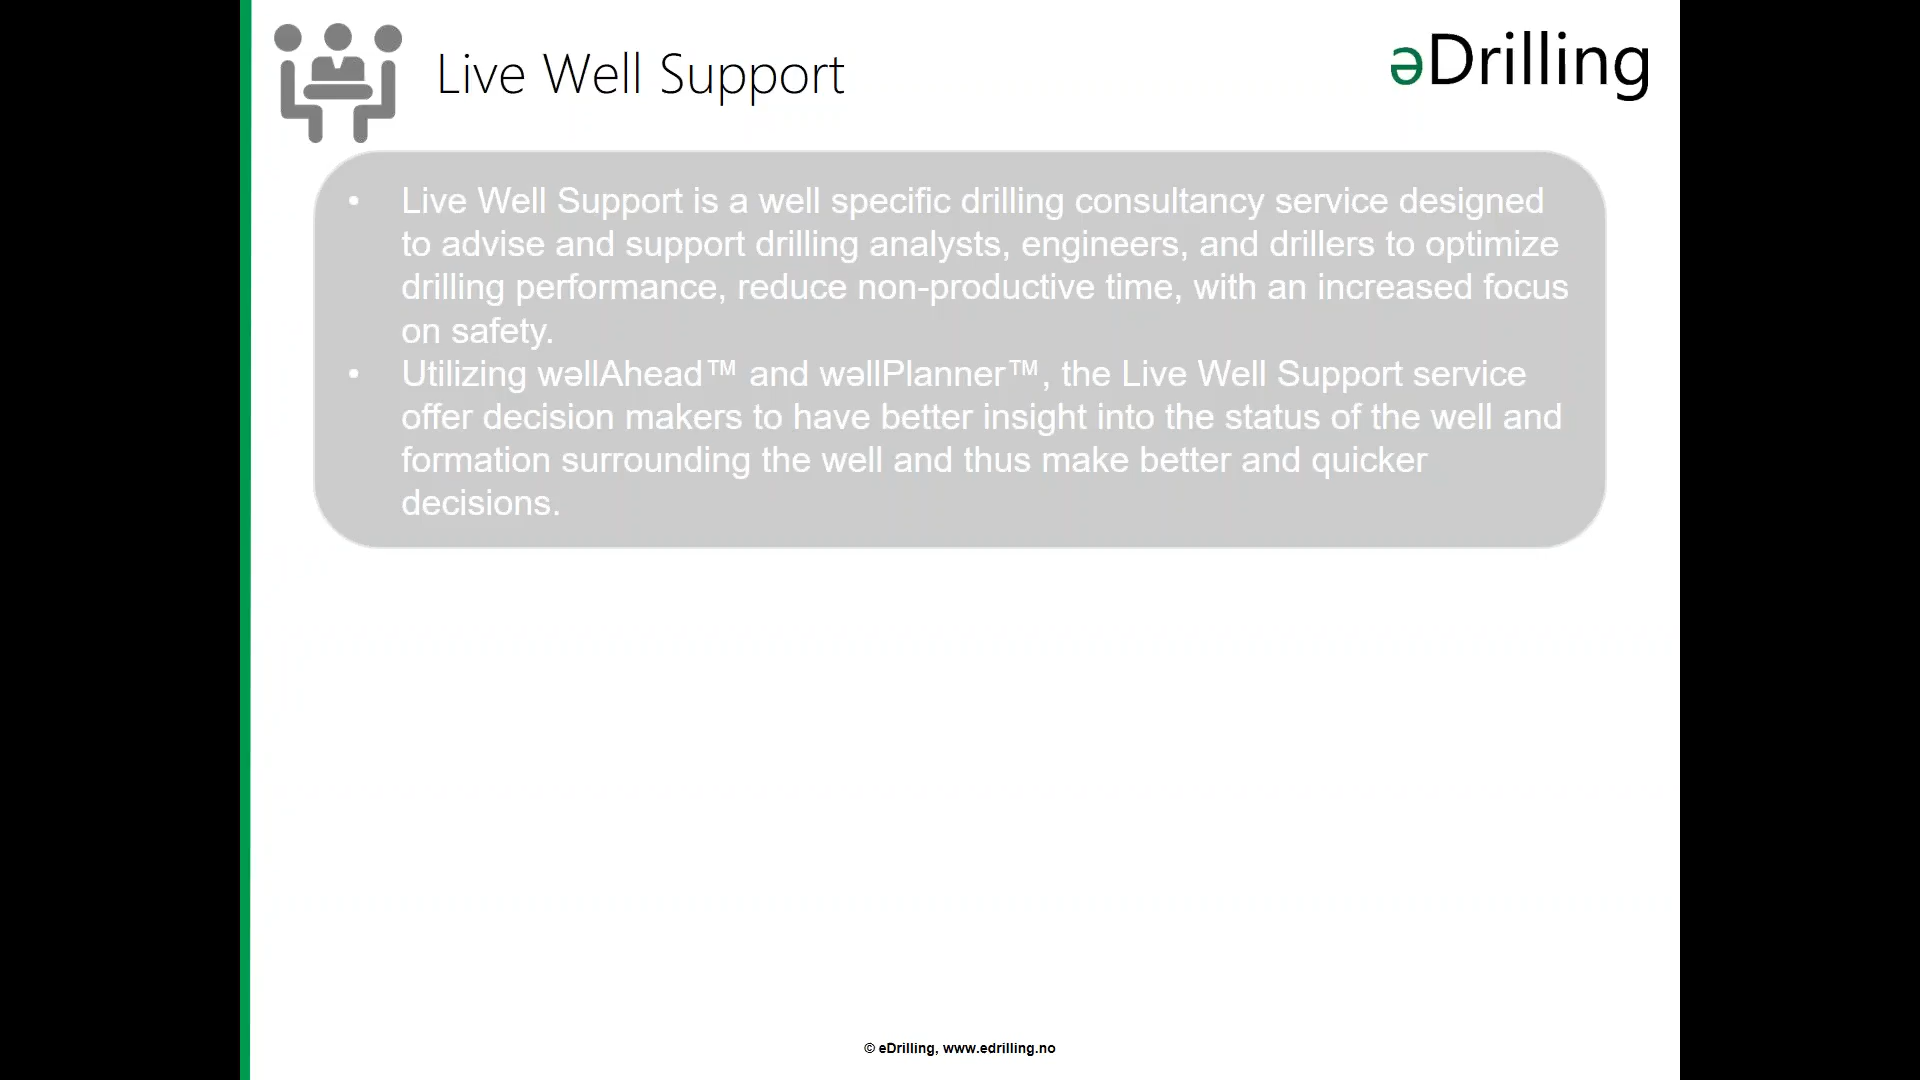 Live Well Support
əDrilling
• Live Well Support is a well specific drilling consultancy service designed
to advise and support drilling analysts, engineers, and drillers to optimize
drilling performance, reduce non-productive time, with an increased focus
on safety.
• Utilizing wəllAhead™ and wəllPlanner™, the Live Well Support service
offer decision makers to have better insight into the status of the well and
formation surrounding the well and thus make better and quicker
decisions.
© eDrilling, www.edrilling.no